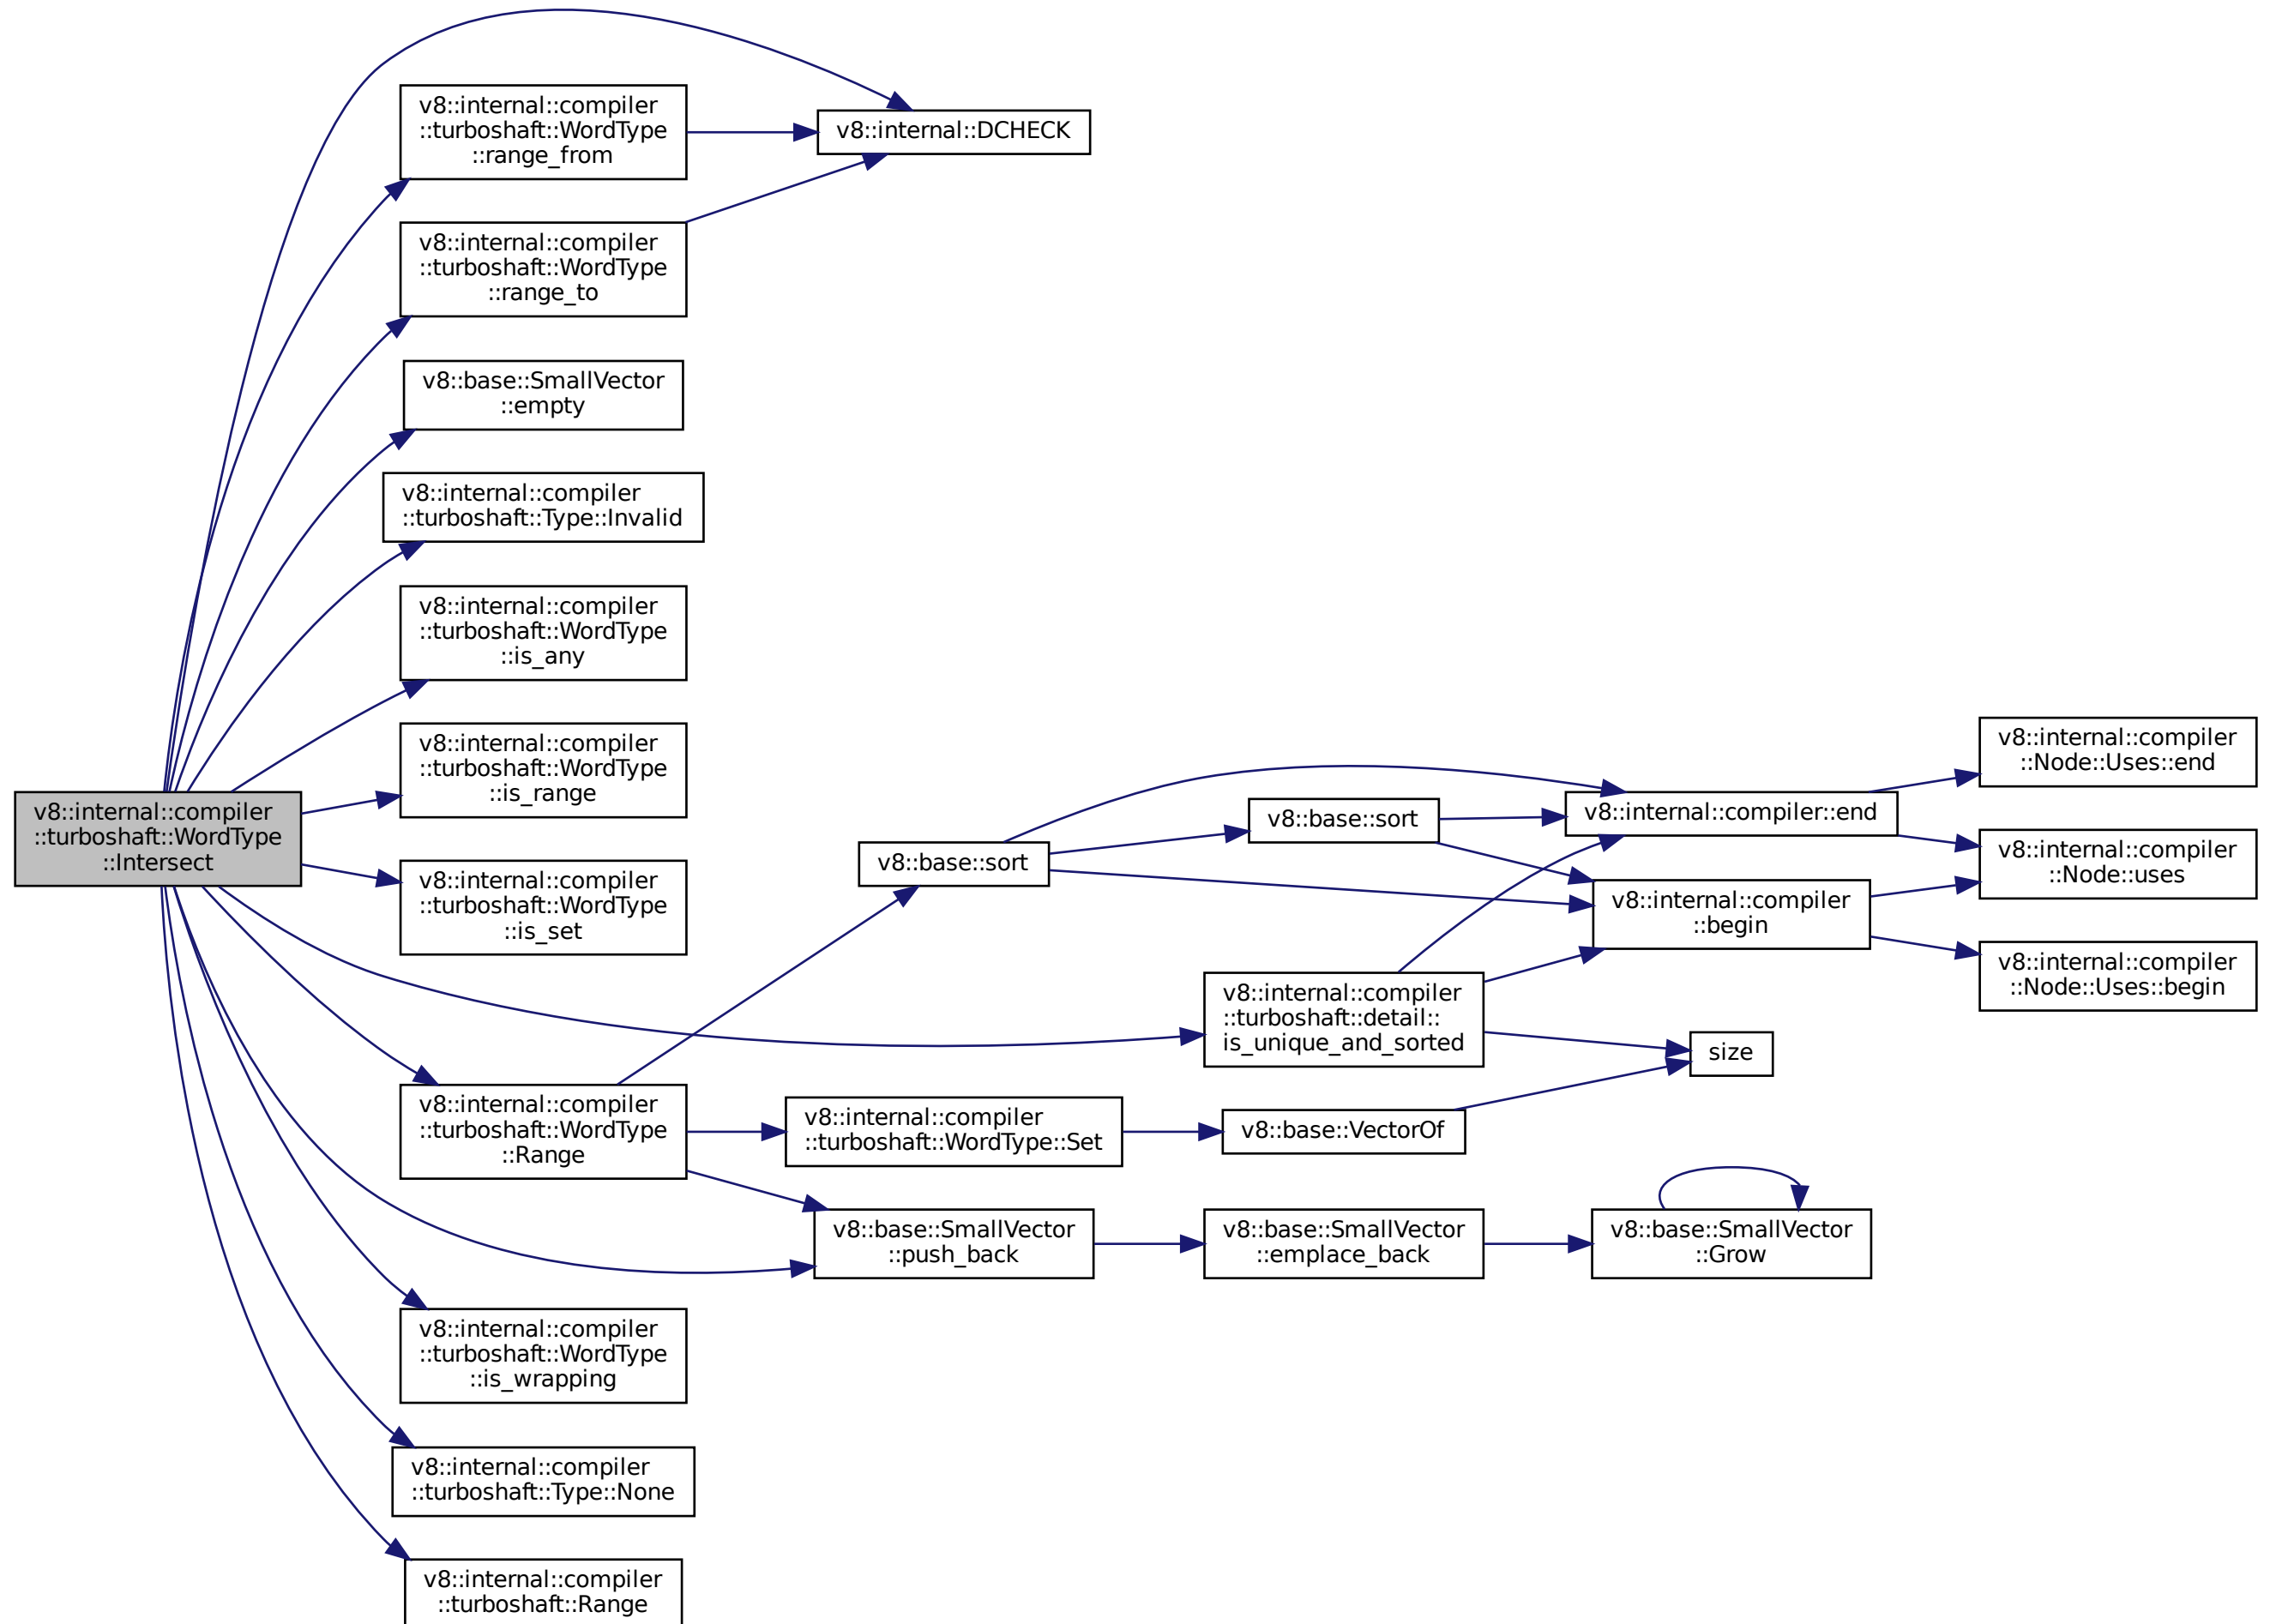 v8::internal::compiler
::turboshaft::WordType
::Intersect
v8::internal::compiler
::turboshaft::WordType
::range_from
v8::internal::DCHECK
v8::internal::compiler
::turboshaft::WordType
::range_to
v8::base::SmallVector
::empty
v8::internal::compiler
::turboshaft::Type::Invalid
v8::internal::compiler
::turboshaft::WordType
::is_any
v8::internal::compiler
::turboshaft::WordType
::is_range
v8::internal::compiler
::turboshaft::WordType
::is_set
v8::internal::compiler
::turboshaft::WordType
::Range
v8::base::sort
v8::base::sort
v8::internal::compiler::end
v8::internal::compiler
::begin
v8::internal::compiler
::Node::Uses::end
v8::internal::compiler
::Node::uses
v8::internal::compiler
::Node::Uses::begin
v8::internal::compiler
::turboshaft::detail::
is_unique_and_sorted
size
v8::internal::compiler
::turboshaft::WordType::Set
v8::base::VectorOf
v8::base::SmallVector
::push_back
v8::base::SmallVector
::emplace_back
v8::base::SmallVector
::Grow
v8::internal::compiler
::turboshaft::WordType
::is_wrapping
v8::internal::compiler
::turboshaft::Type::None
v8::internal::compiler
::turboshaft::Range